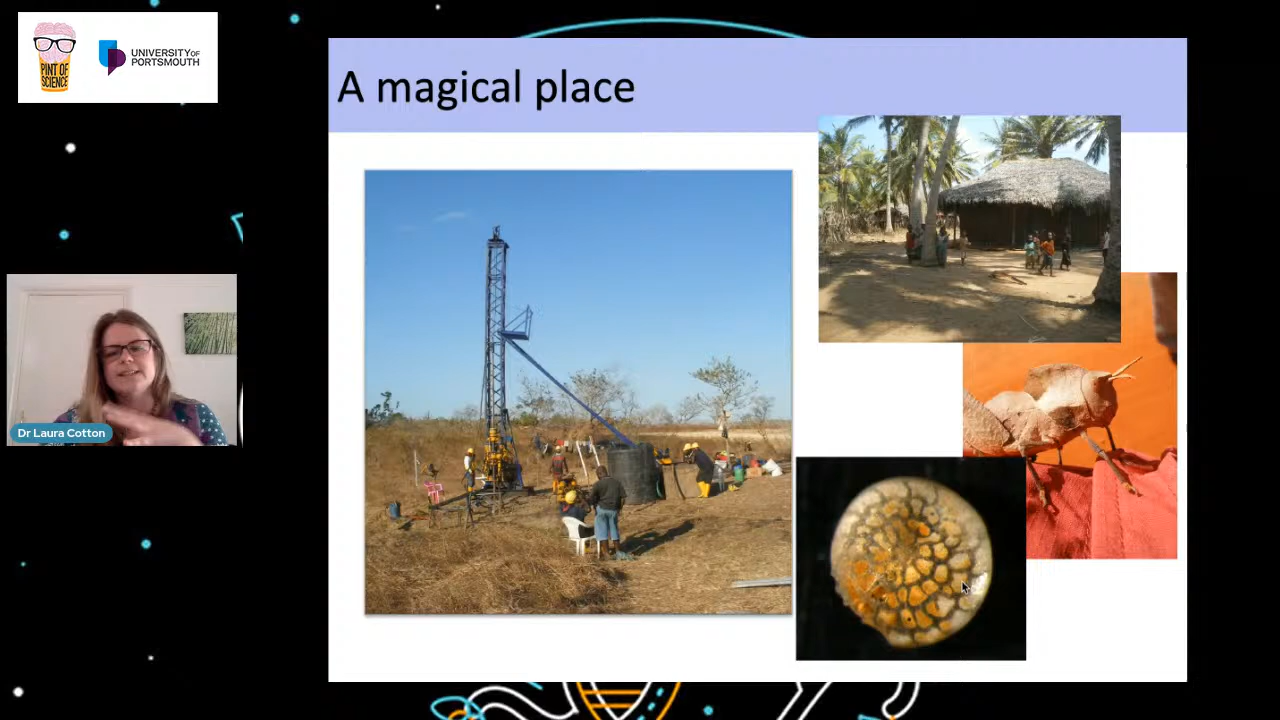 PINT OF
SCIENCE
UNIVERSITY OF
PORTSMOUTH
A magical place
Dr Laura Cotton